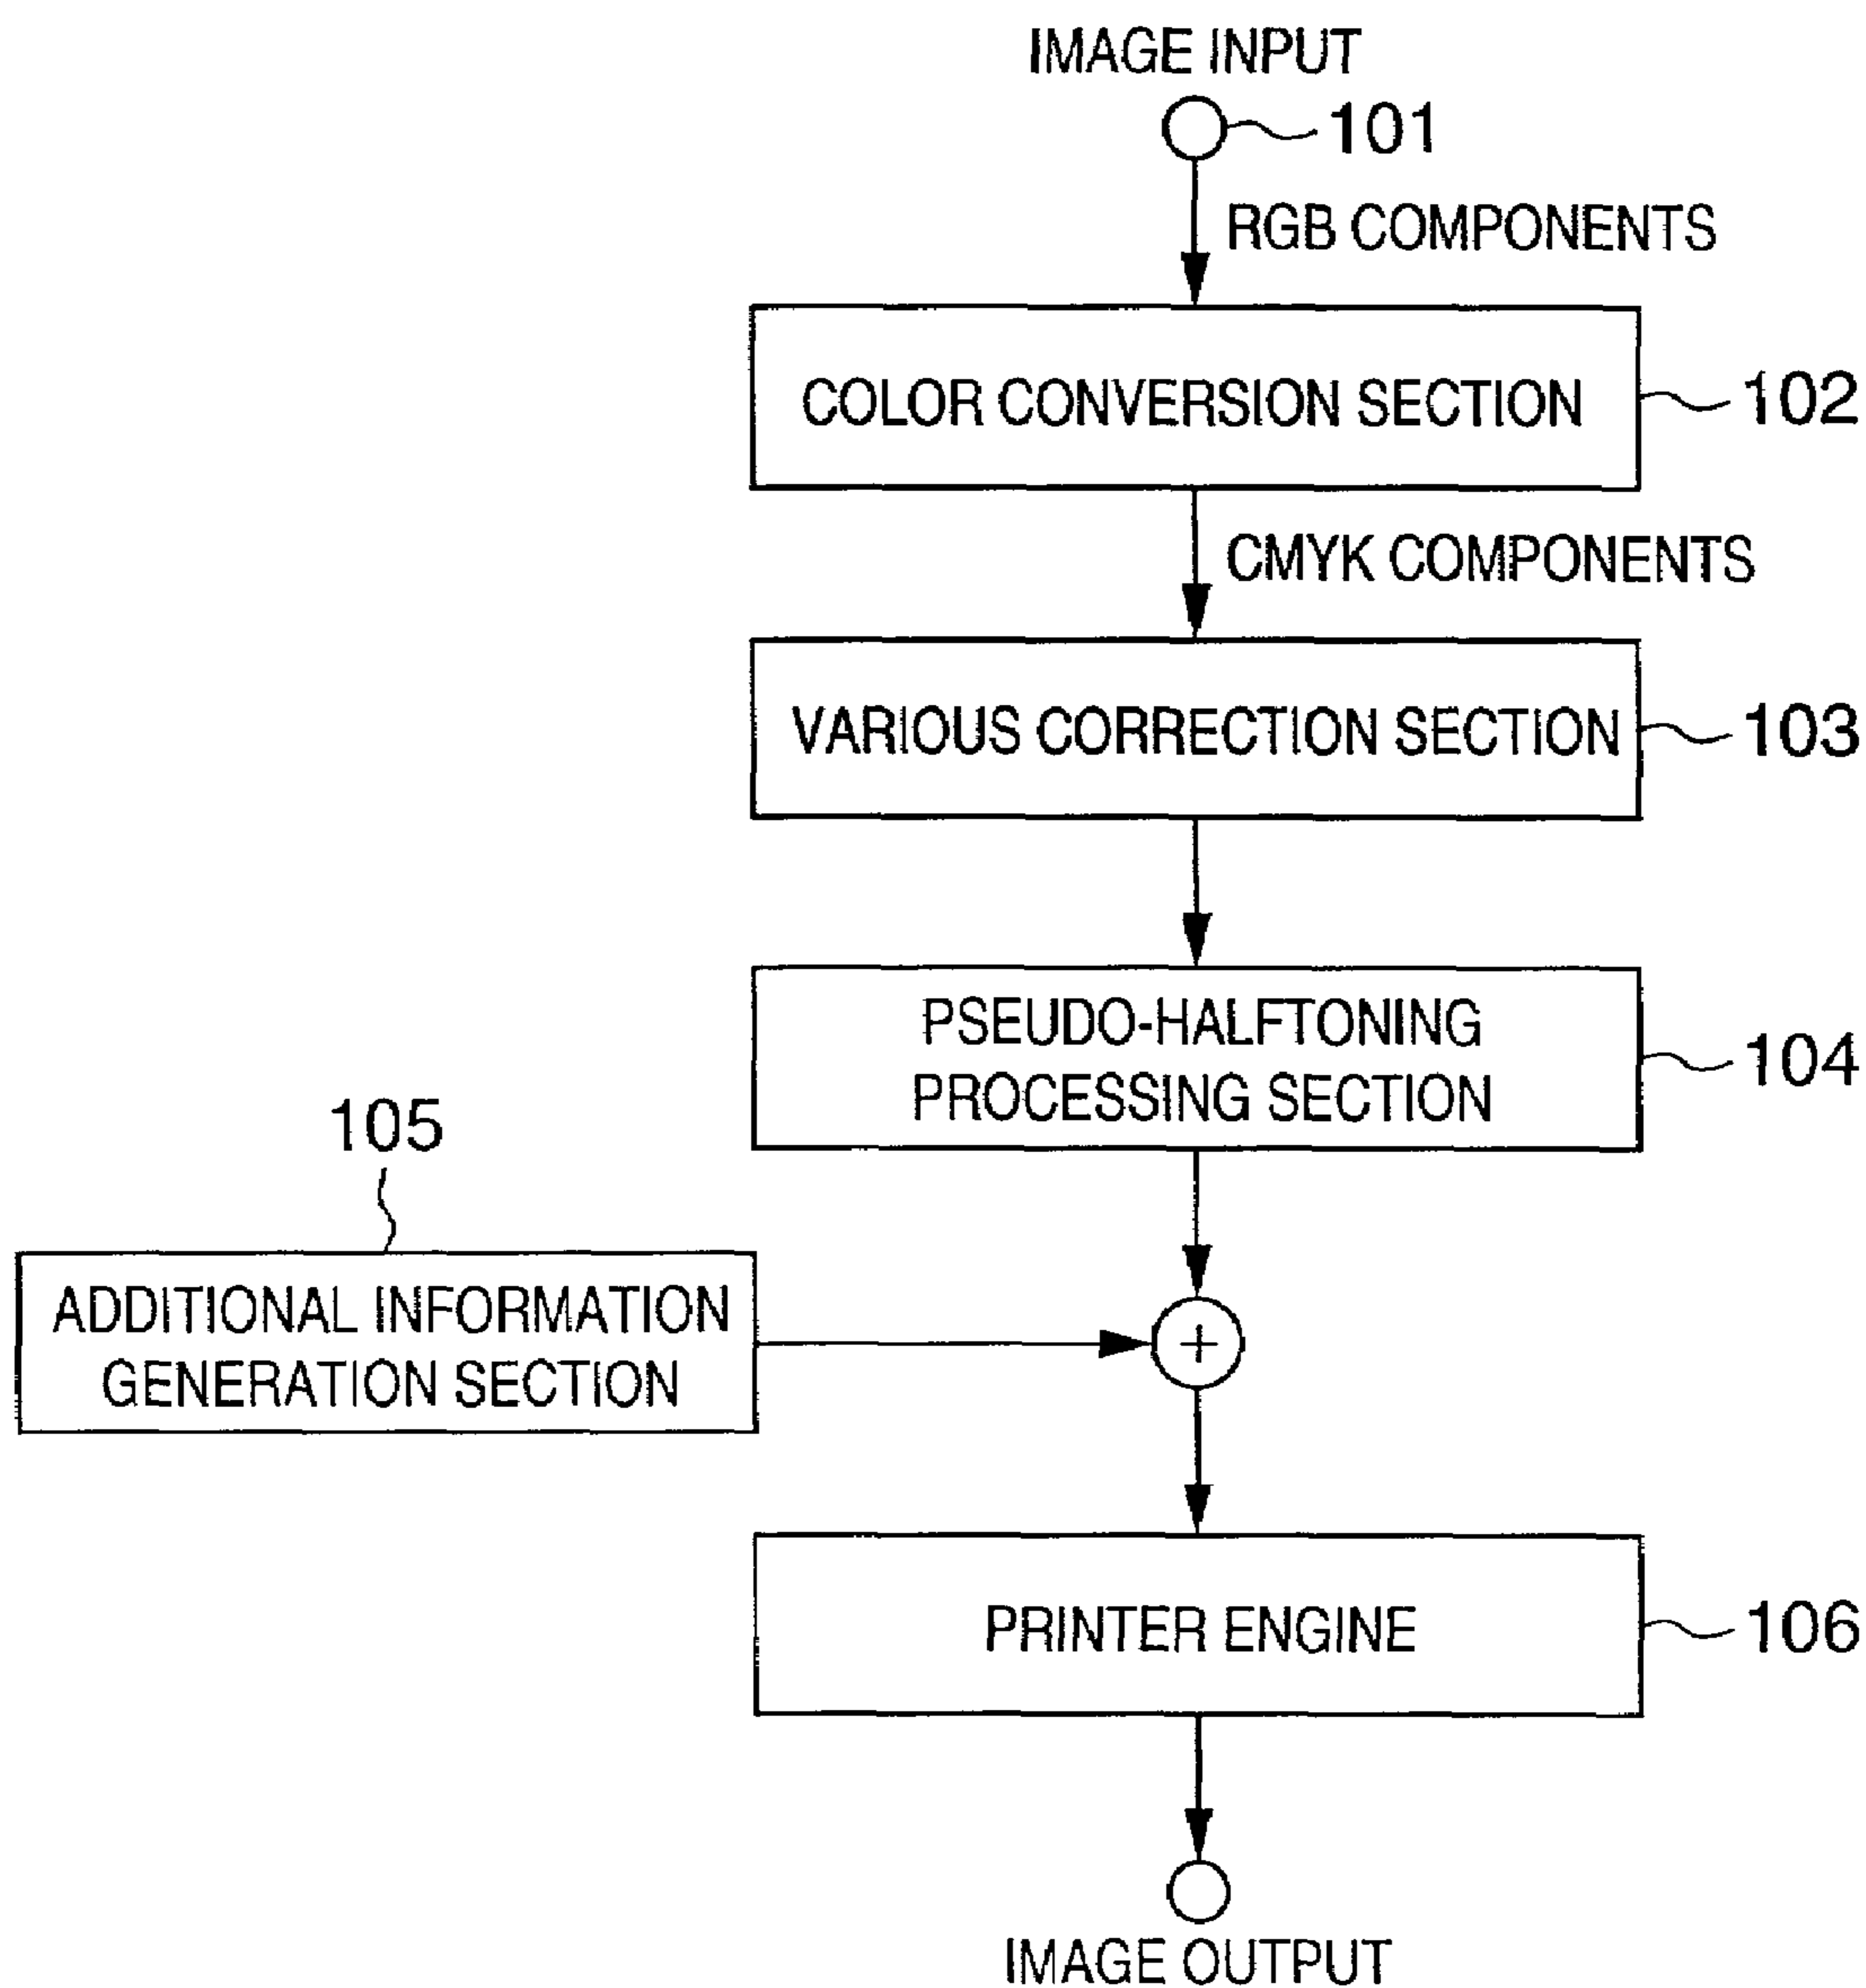 IMAGE INPUT
101
RGB COMPONENTS
COLOR CONVERSION SECTION
102
CMYK COMPONENTS
VARIOUS CORRECTION SECTION
103
PSEUDO-HALFTONING
PROCESSING SECTION
104
105
ADDITIONAL INFORMATION
GENERATION SECTION
+
PRINTER ENGINE
106
IMAGE OUTPUT